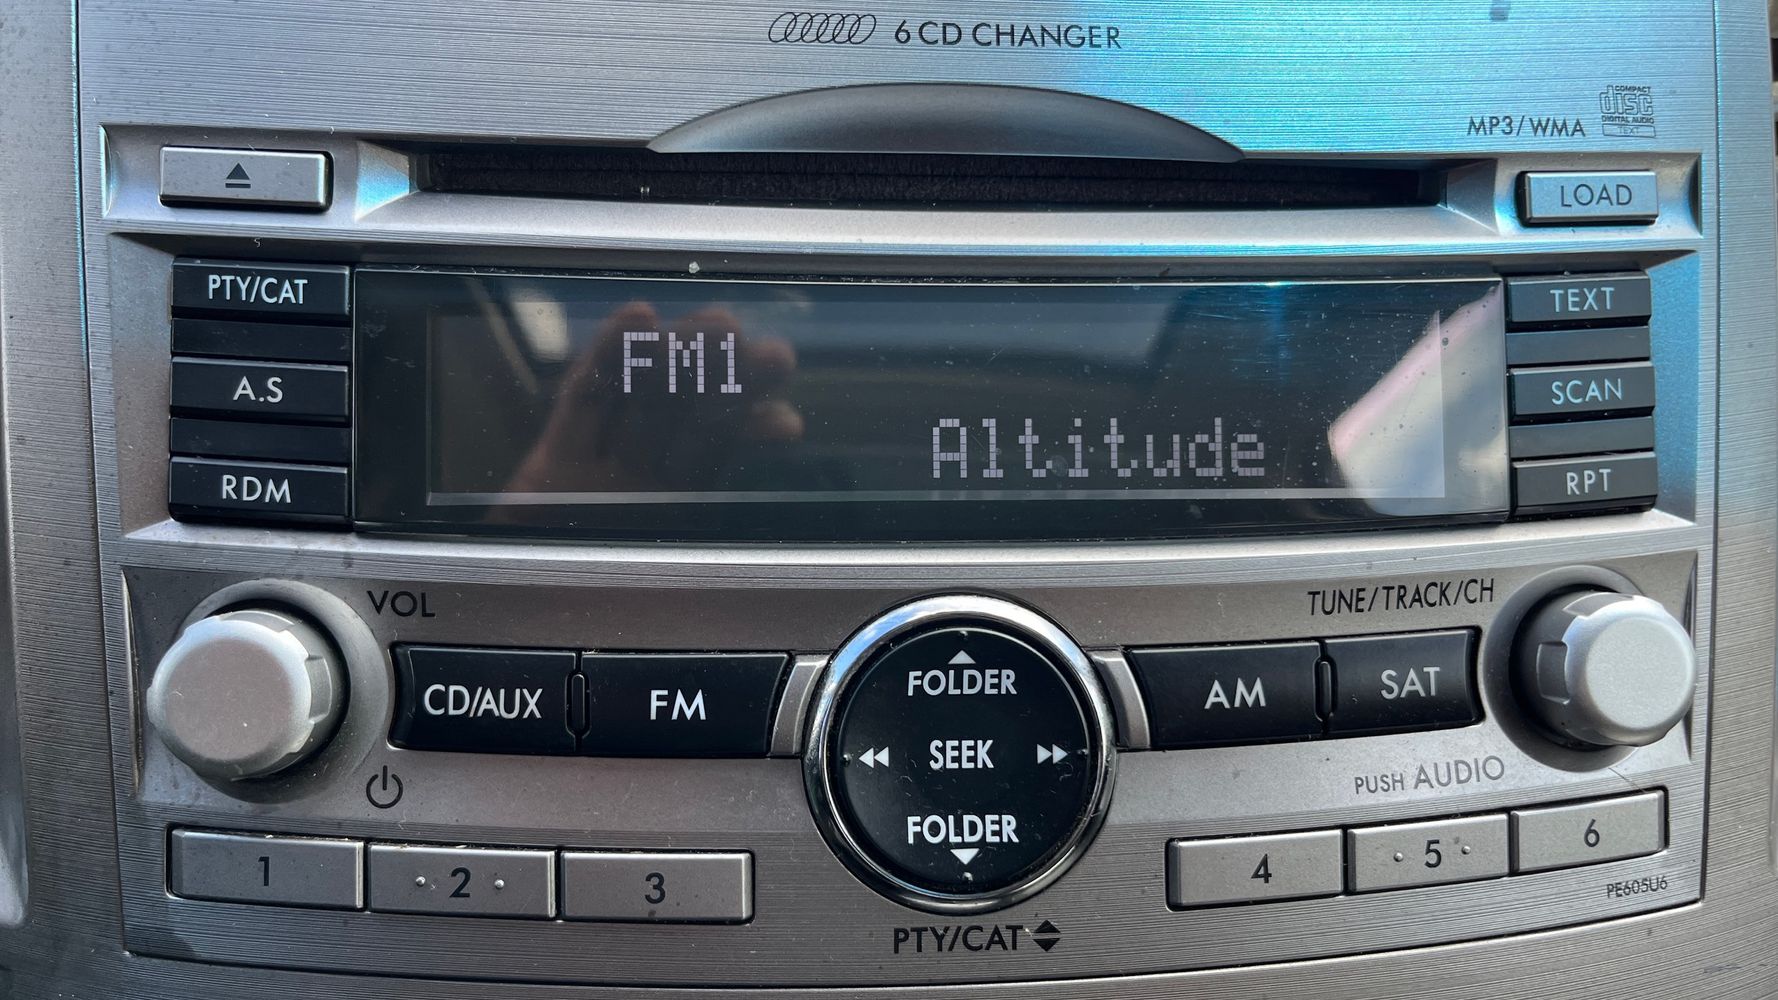 6 CD CHANGER
COMPACT
disc
DIGITAL AUDIO
TEXT
MP3/WMA
LOAD
PTY/CAT
TEXT
FM1
A.S
SCAN
Altitude
RDM
RPT
VOL
TUNE/TRACK/CH
CD/AUX
FM
FOLDER
AM
SAT
SEEK
PUSH AUDIO
FOLDER
1
2
3
4
5
6
PE605U6
PTY/CAT